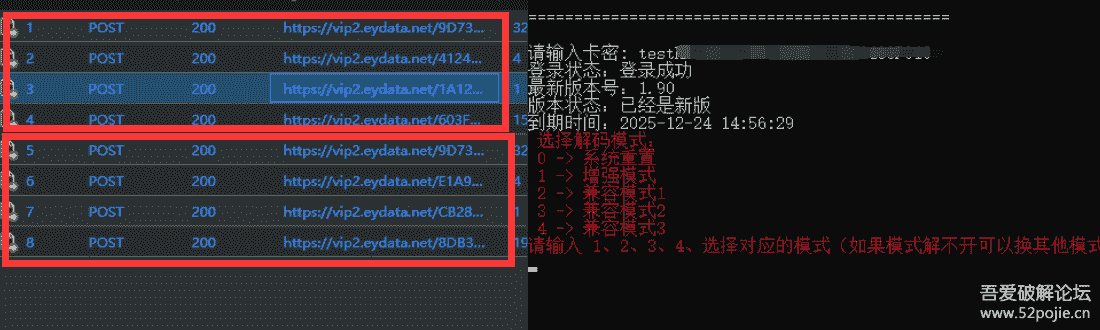 1 POST 200 https://vip2.eydata.net/9D73... 32
2 POST 200 https://vip2.eydata.net/4124... 4
3 POST 200 https://vip2.eydata.net/1A12... 1
4 POST 200 https://vip2.eydata.net/603F... 15
5 POST 200 https://vip2.eydata.net/9D73... 32
6 POST 200 https://vip2.eydata.net/E1A9... 4
7 POST 200 https://vip2.eydata.net/CB28... 1
8 POST 200 https://vip2.eydata.net/8DB3... 19
==============================================
请输入卡密: test
登录状态: 登录成功
最新版本号: 1.90
版本状态: 已经是新版
到期时间: 2025-12-24 14:56:29
选择解码模式:
0 -> 系统重置
1 -> 增强模式
2 -> 兼容模式1
3 -> 兼容模式2
4 -> 兼容模式3
请输入 1、2、3、4、选择对应的模式（如果模式解不开可以换其他模式
吾爱破解论坛
www.52pojie.cn